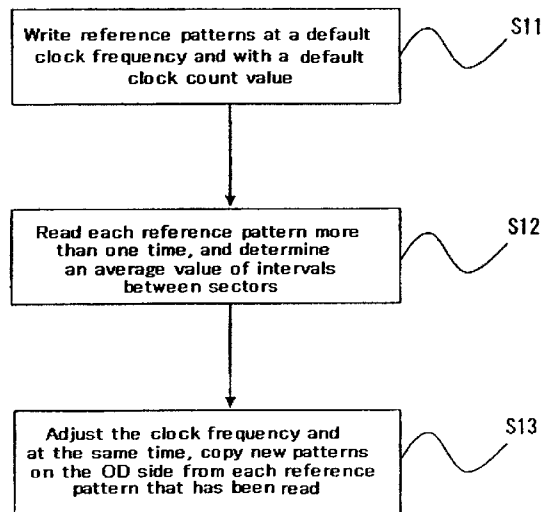 Write reference patterns at a default
clock frequency and with a default
clock count value
S11
Read each reference pattern more
than one time, and determine
an average value of intervals
between sectors
S12
Adjust the clock frequency and
at the same time, copy new patterns
on the OD side from each reference
pattern that has been read
S13